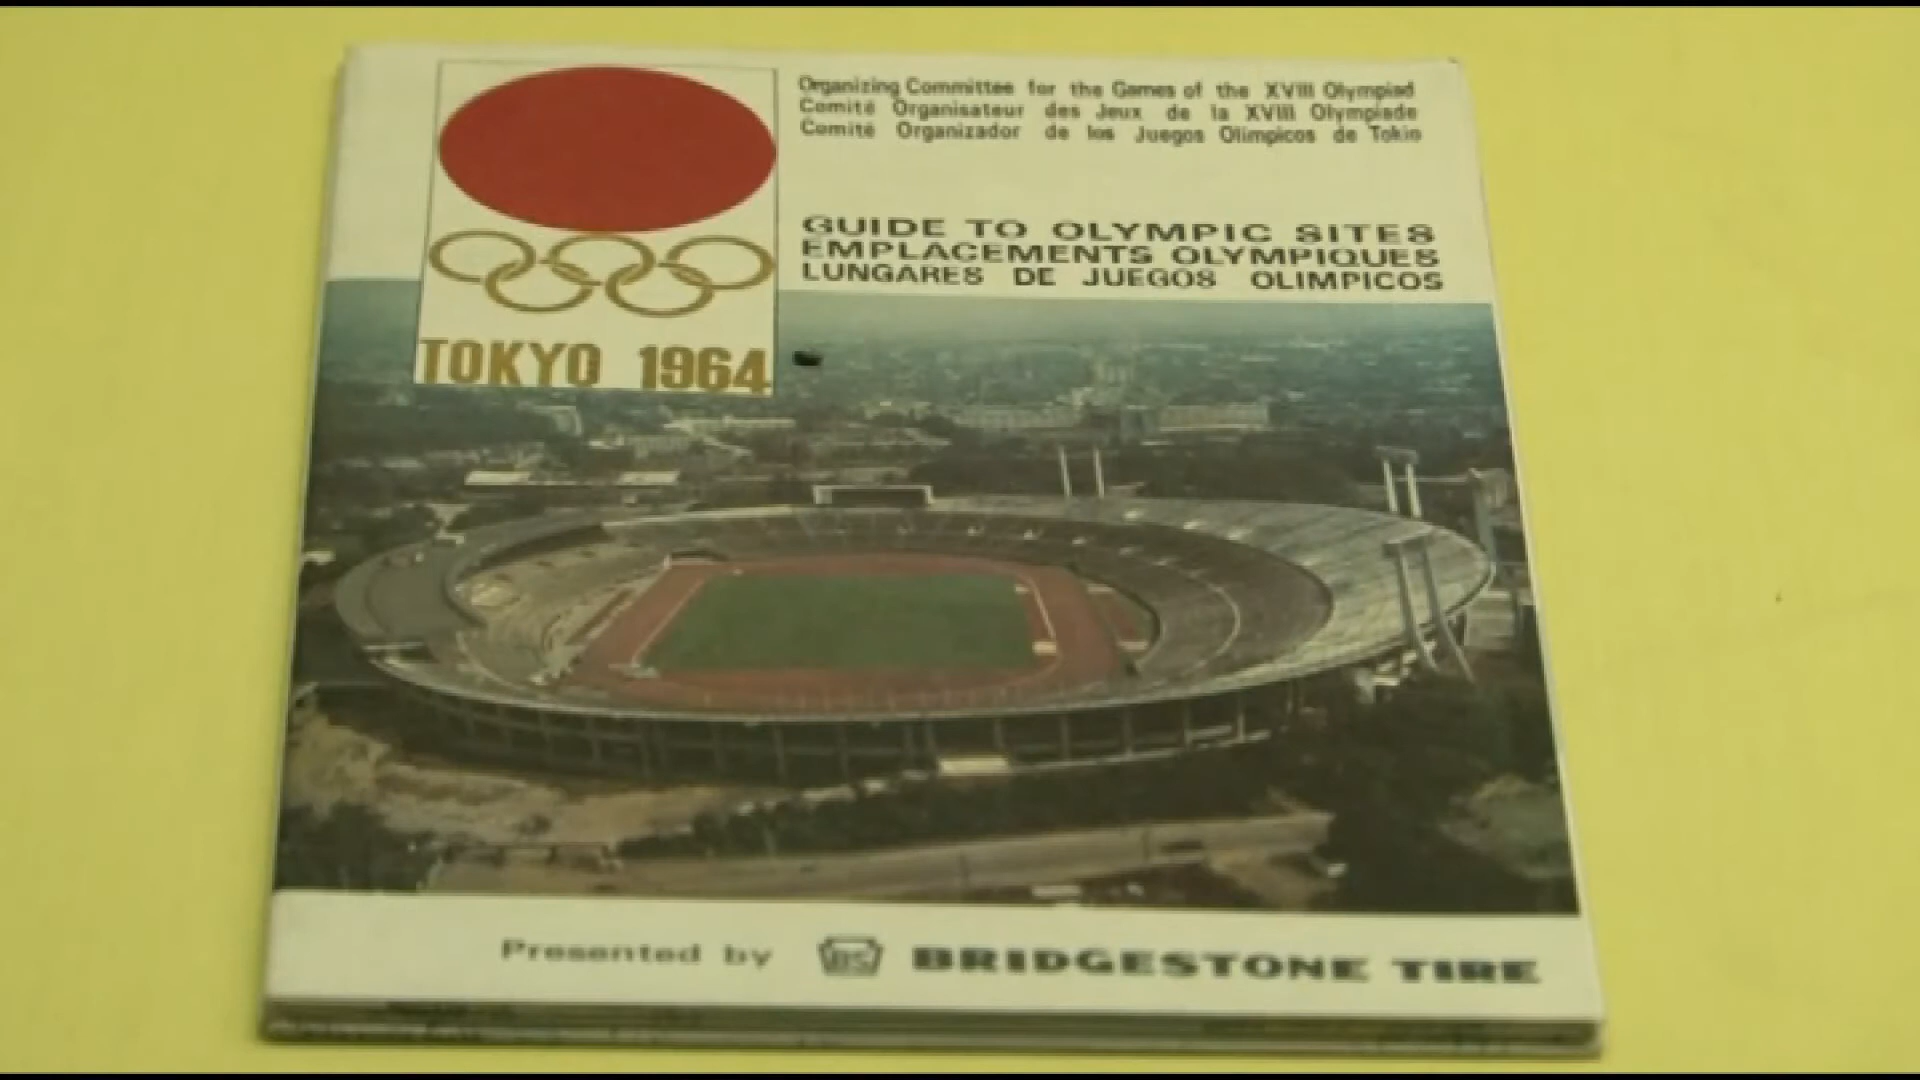 Organizing Committee for the Games of the XVIII Olympiad
Comité Organisateur des Jeux de la XVIII Olympiade
Comité Organizador de los Juegos Olimpicos de Tokio
GUIDE TO OLYMPIC SITES
EMPLACEMENTS OLYMPIQUES
LUNGARES DE JUEGOS OLIMPICOS
TOKYO 1964
Presented by BS BRIDGESTONE TIRE